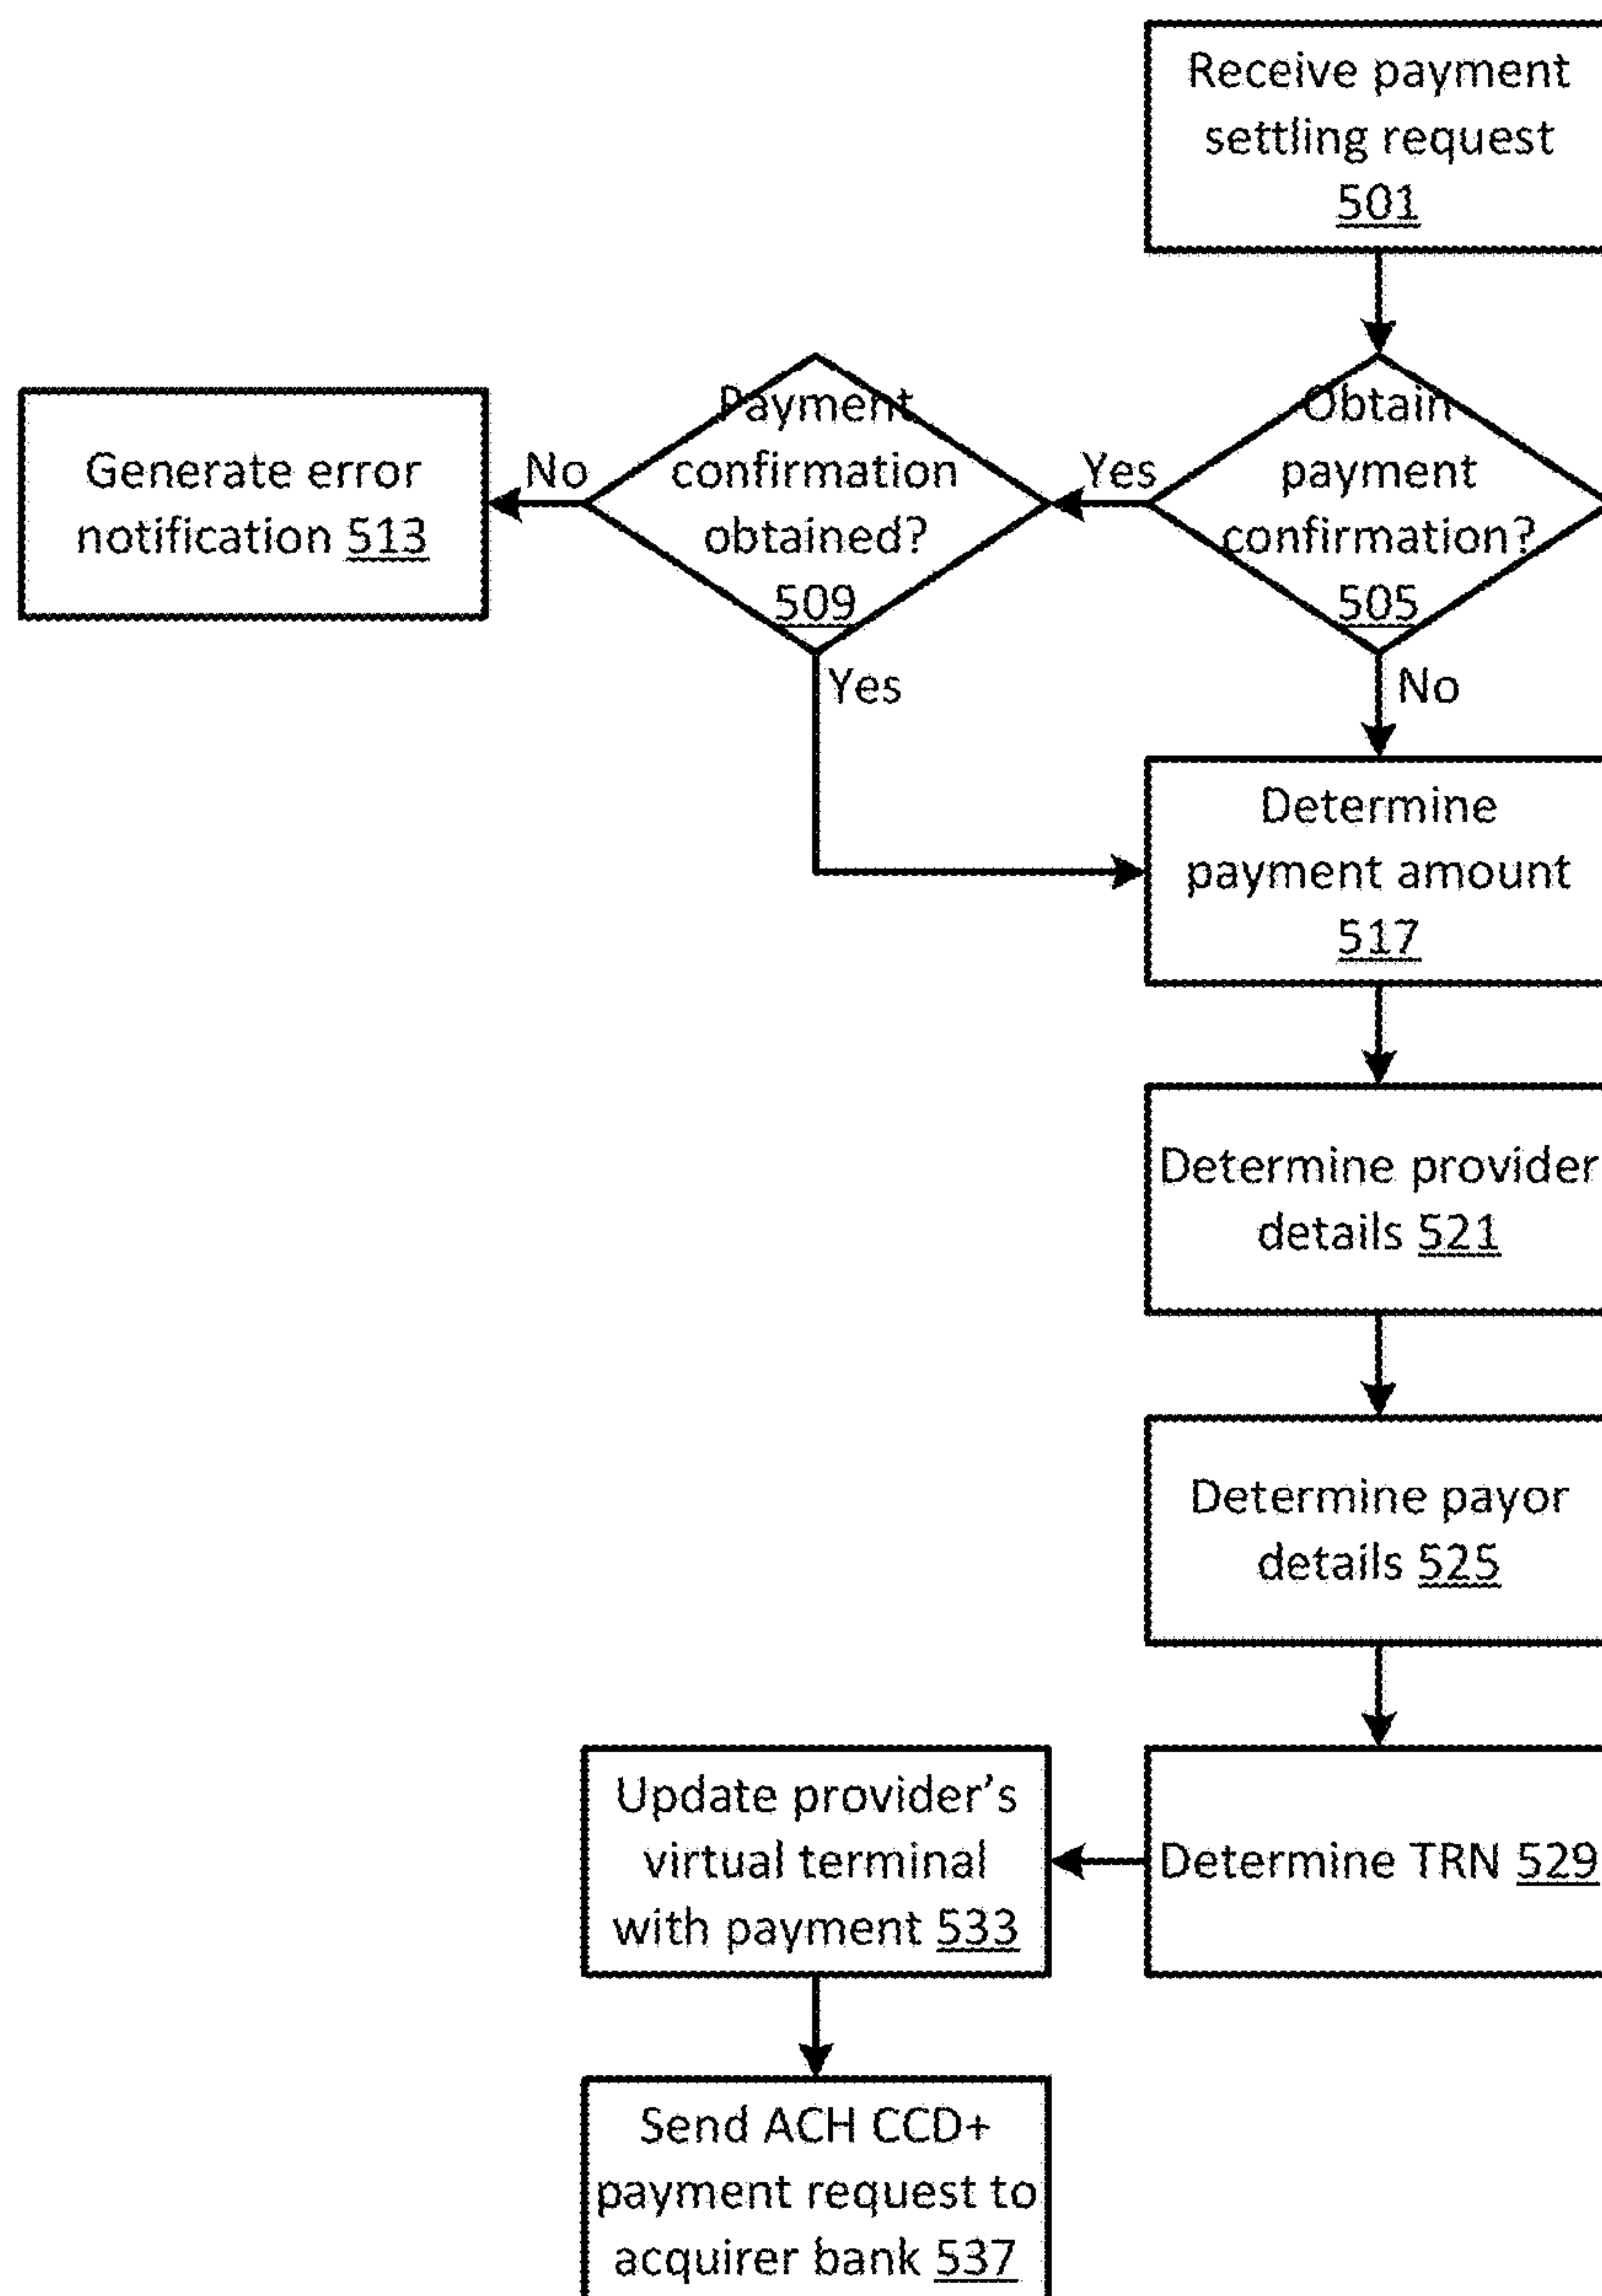 Receive payment
settling request
501
Generate error
notification 513
No
Payment
confirmation
obtained?
509
Yes
Obtain
payment
confirmation?
505
Yes
No
Determine
payment amount
517
Determine provider
details 521
Determine payor
details 525
Update provider’s
virtual terminal
with payment 533
Determine TRN 529
Send ACH CCD+
payment request to
acquirer bank 537